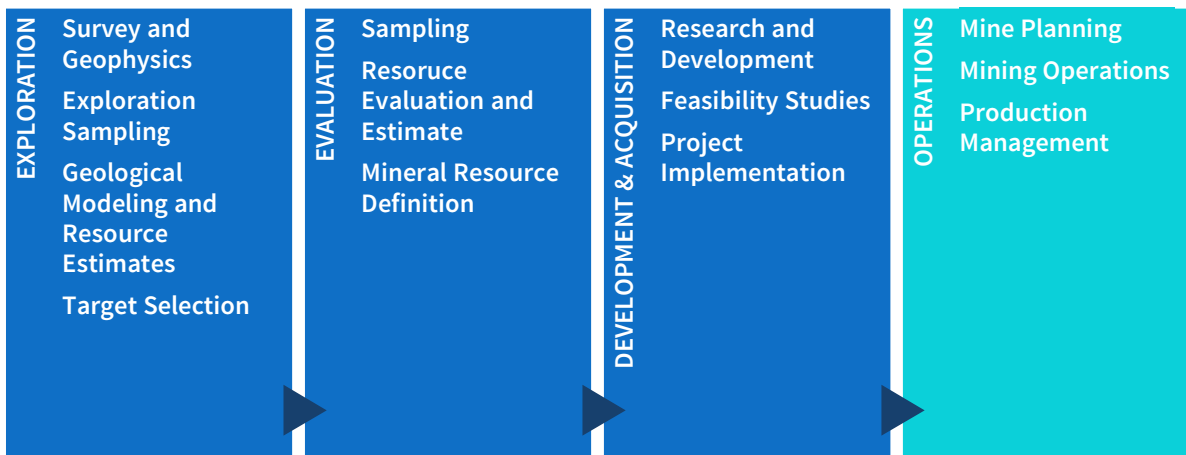 EXPLORATION
Survey and
Geophysics
Exploration
Sampling
Geological
Modeling and
Resource
Estimates
Target Selection
EVALUATION
Sampling
Resoruce
Evaluation and
Estimate
Mineral Resource
Definition
DEVELOPMENT & ACQUISITION
Research and
Development
Feasibility Studies
Project
Implementation
OPERATIONS
Mine Planning
Mining Operations
Production
Management